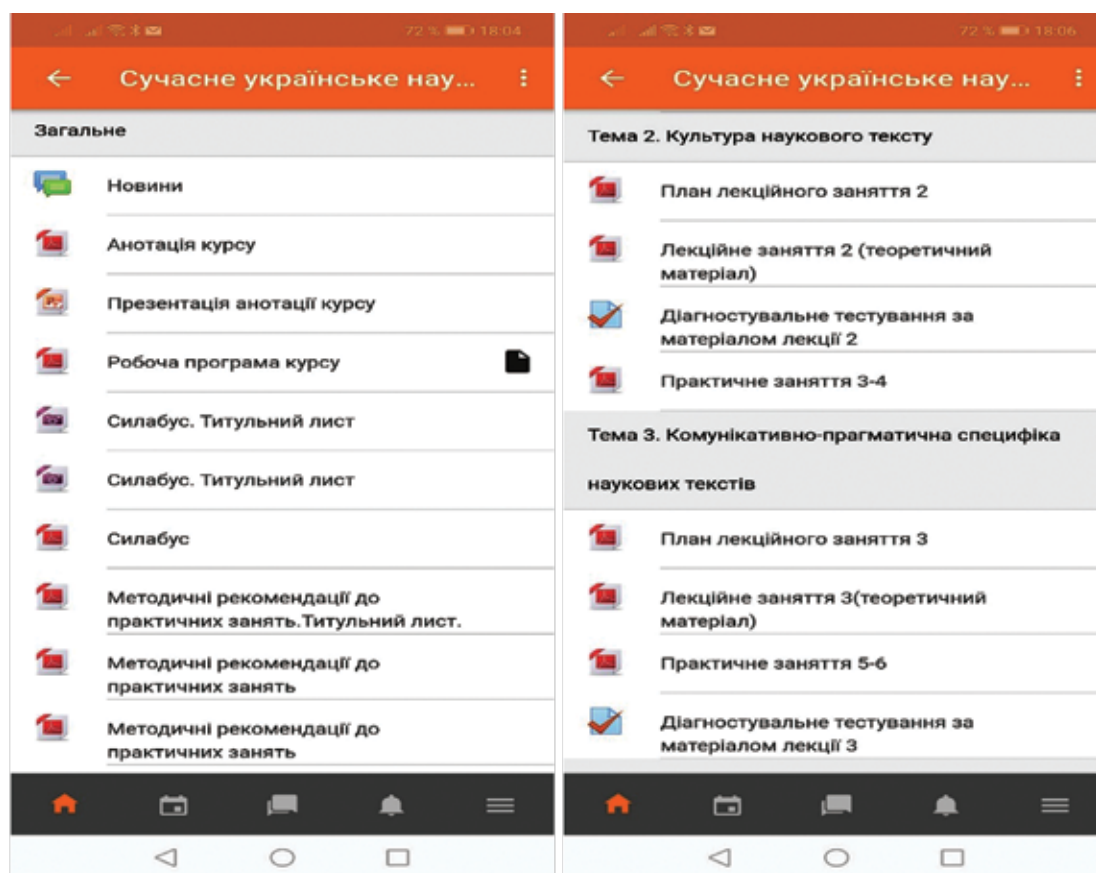 72 % 18:04
Сучасне українське нау...
Загальне
Новини
Анотація курсу
Презентація анотації курсу
Робоча програма курсу
Силабус. Титульний лист
Силабус. Титульний лист
Силабус
Методичні рекомендації до
практичних занять.Титульний лист.
Методичні рекомендації до
практичних занять
Методичні рекомендації до
практичних занять
72 % 18:06
Сучасне українське нау...
Тема 2. Культура наукового тексту
План лекційного заняття 2
Лекційне заняття 2 (теоретичний
матеріал)
Діагностувальне тестування за
матеріалом лекції 2
Практичне заняття 3-4
Тема 3. Комунікативно-прагматична специфіка
наукових текстів
План лекційного заняття 3
Лекційне заняття 3(теоретичний
матеріал)
Практичне заняття 5-6
Діагностувальне тестування за
матеріалом лекції 3